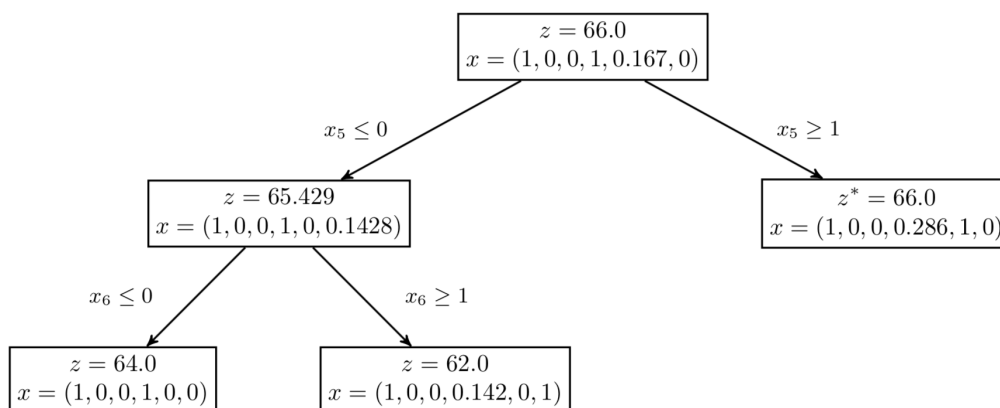 z = 66.0
x = (1, 0, 0, 1, 0.167, 0)
x₅ ≤ 0
x₅ ≥ 1
z = 65.429
x = (1, 0, 0, 1, 0, 0.1428)
z* = 66.0
x = (1, 0, 0, 0.286, 1, 0)
x₆ ≤ 0
x₆ ≥ 1
z = 64.0
x = (1, 0, 0, 1, 0, 0)
z = 62.0
x = (1, 0, 0, 0.142, 0, 1)